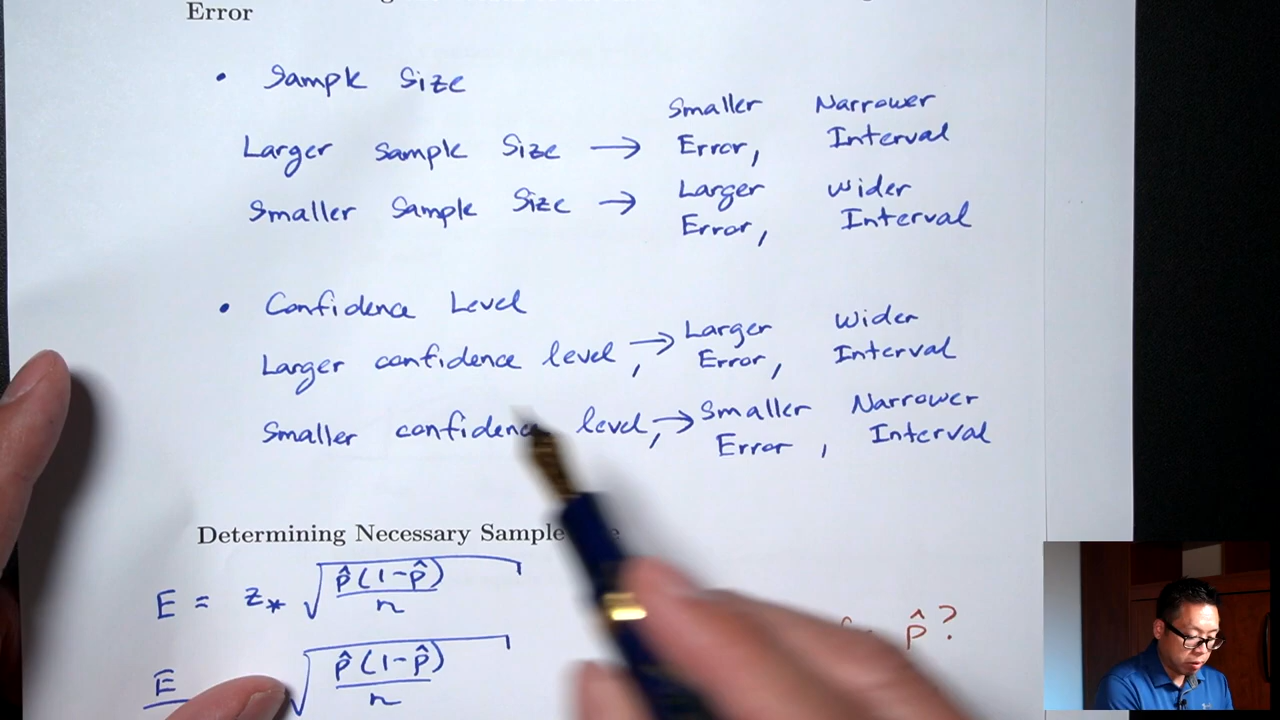 Error
• Sample Size
Larger Sample Size → Smaller Error, Narrower Interval
Smaller Sample Size → Larger Error, Wider Interval
• Confidence Level
Larger confidence level, → Larger Error, Wider Interval
Smaller confidence level, → Smaller Error, Narrower Interval
Determining Necessary Sample
E = z* √(p̂(1-p̂)/n)
p̂?
E √(p̂(1-p̂)/n)